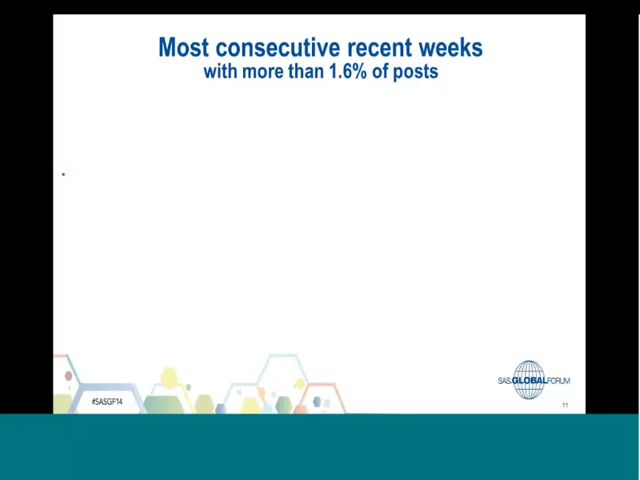 Most consecutive recent weeks
with more than 1.6% of posts
SAS GLOBAL FORUM
#SASGF14
11